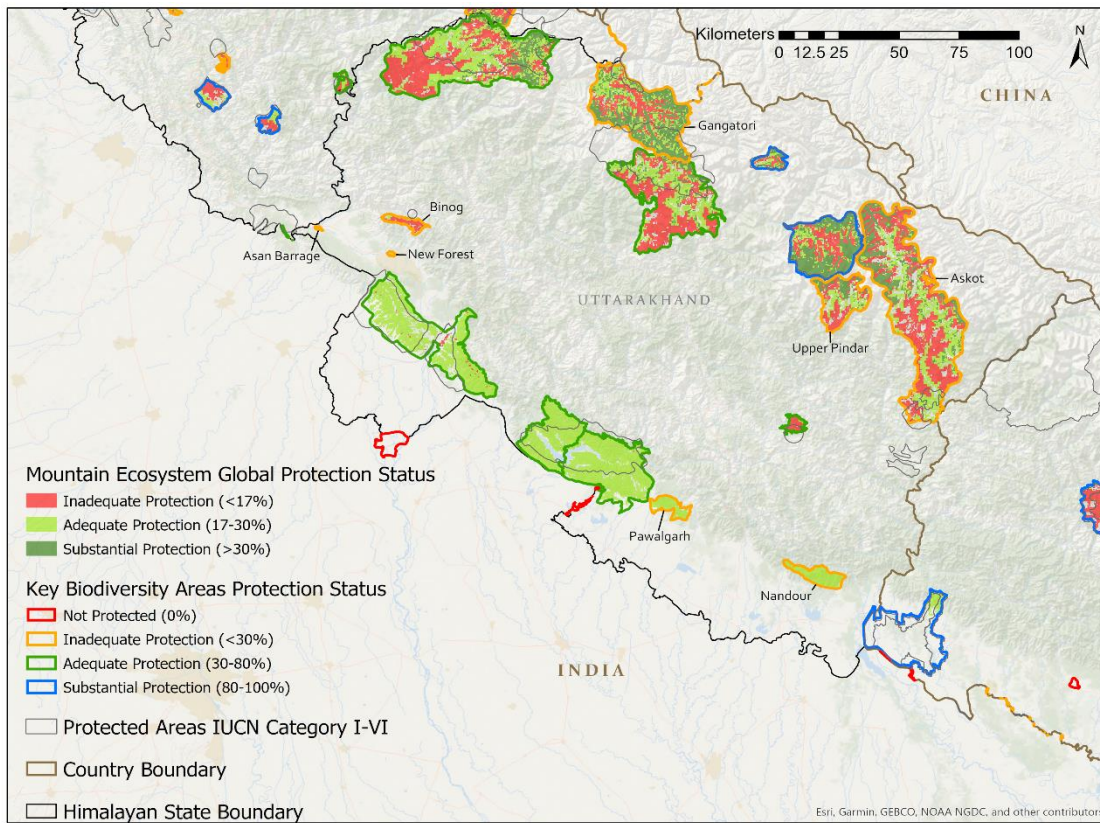 Kilometers
0 12.5 25 50 75 100
N
CHINA
Gangatori
Binog
Asan Barrage
New Forest
Askot
UTTARAKHAND
Upper Pindar
Pawalgarh
Nandour
INDIA
Mountain Ecosystem Global Protection Status
Inadequate Protection (<17%)
Adequate Protection (17-30%)
Substantial Protection (>30%)
Key Biodiversity Areas Protection Status
Not Protected (0%)
Inadequate Protection (<30%)
Adequate Protection (30-80%)
Substantial Protection (80-100%)
Protected Areas IUCN Category I-VI
Country Boundary
Himalayan State Boundary
Esri, Garmin, GEBCO, NOAA NGDC, and other contributors